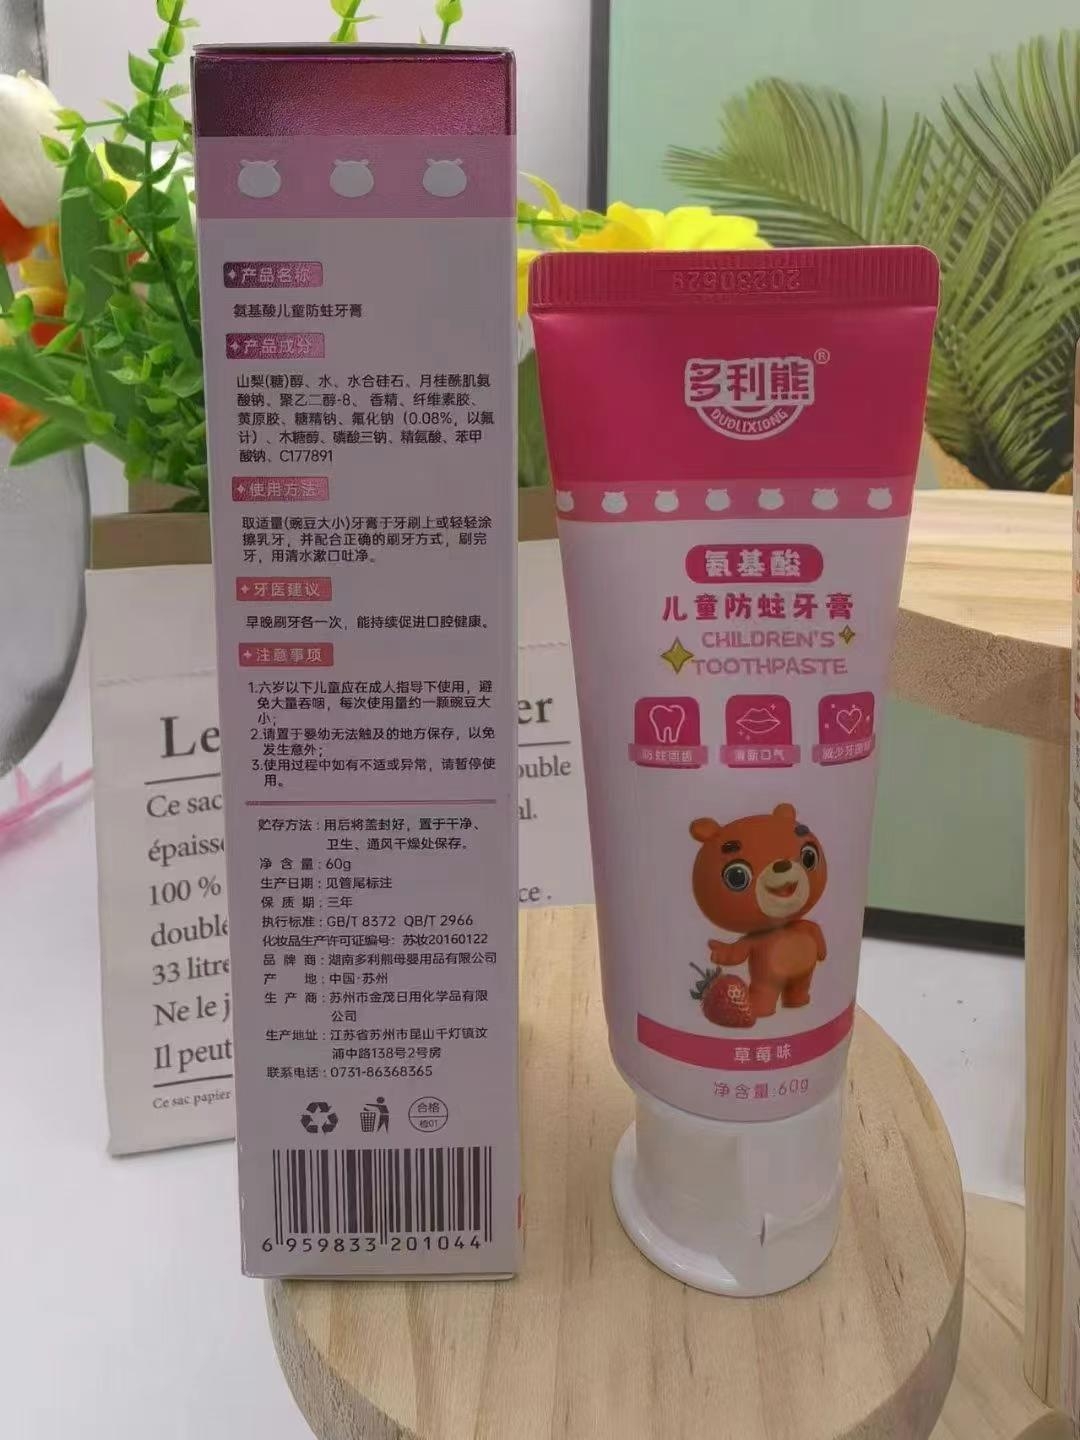 产品名称
氨基酸儿童防蛀牙膏
产品成分
山梨(糖)醇、水、水合硅石、月桂酰肌氨
酸钠、聚乙二醇-8、香精、纤维素胶、
黄原胶、糖精钠、氟化钠（0.08%，以氟
计）、木糖醇、磷酸三钠、精氨酸、苯甲
酸钠、C177891
使用方法
取适量(豌豆大小)牙膏于牙刷上或轻轻涂
擦乳牙，并配合正确的刷牙方式，刷完
牙，用清水漱口吐净。
牙医建议
早晚刷牙各一次，能持续促进口腔健康。
注意事项
1.六岁以下儿童应在成人指导下使用，避
免大量吞咽，每次使用量约一颗豌豆大
小；
2.请置于婴幼无法触及的地方保存，以免
发生意外；
3.使用过程中如有不适或异常，请暂停使
用。
贮存方法：用后将盖封好，置于干净、
卫生、通风干燥处保存。
净含量：60g
生产日期：见管尾标注
保质期：三年
执行标准：GB/T 8372 QB/T 2966
化妆品生产许可证编号：苏妆20160122
品牌商：湖南多利熊母婴用品有限公司
产地：中国·苏州
生产商：苏州市金茂日用化学品有限
公司
生产地址：江苏省苏州市昆山千灯镇汶
浦中路138号2号房
联系电话：0731-86368365
合格
检01
6 959833 201044
20230529
多利熊®
DUOLIXIONG
氨基酸
儿童防蛀牙膏
CHILDREN'S
TOOTHPASTE
防蛀固齿
清新口气
减少牙菌斑
草莓味
净含量:60g
Le
er
Ce sac
ouble
épaiss
al.
100 %
ce.
double
33 litre
Ne le j
Il peut
Ce sac papier